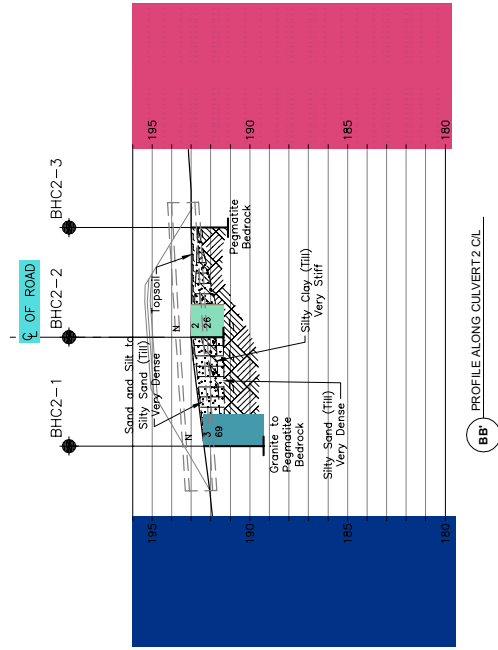 BHC2-1
BHC2-2
BHC2-3
℄ OF ROAD
195
190
185
180
195
190
185
180
Sand and Silt to
Silty Sand (Till)
Very Dense
Topsoil
N
N
3
69
2
26
Pegmatite
Bedrock
Granite to
Pegmatite
Bedrock
Silty Sand (Till)
Very Dense
Silty Clay (Till)
Very Stiff
BB'
PROFILE ALONG CULVERT 2 C/L